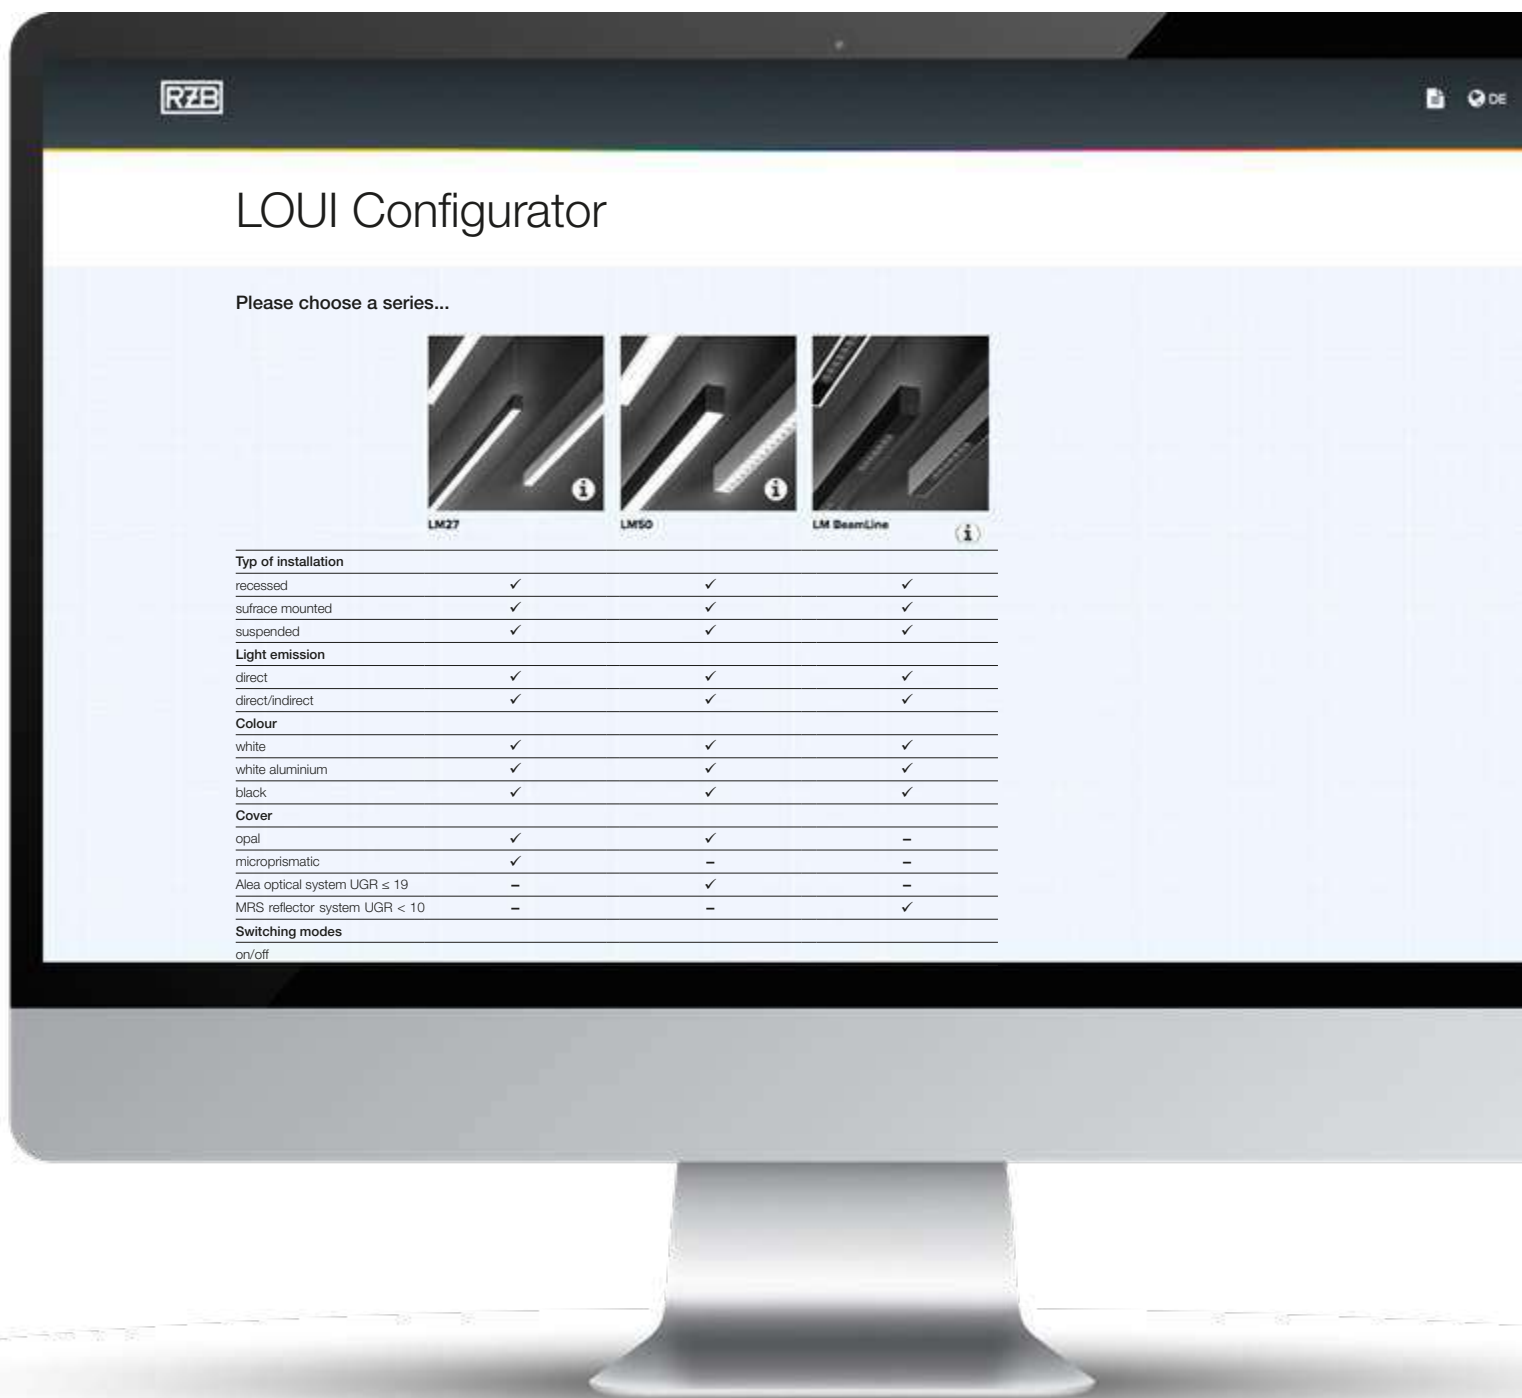 RZB
DE
LOUI Configurator
Please choose a series...
LM27 LM50 LM BeamLine
Typ of installation
recessed ✓ ✓ ✓
sufrace mounted ✓ ✓ ✓
suspended ✓ ✓ ✓
Light emission
direct ✓ ✓ ✓
direct/indirect ✓ ✓ ✓
Colour
white ✓ ✓ ✓
white aluminium ✓ ✓ ✓
black ✓ ✓ ✓
Cover
opal ✓ ✓ –
microprismatic ✓ – –
Alea optical system UGR ≤ 19 – ✓ –
MRS reflector system UGR < 10 – – ✓
Switching modes
on/off